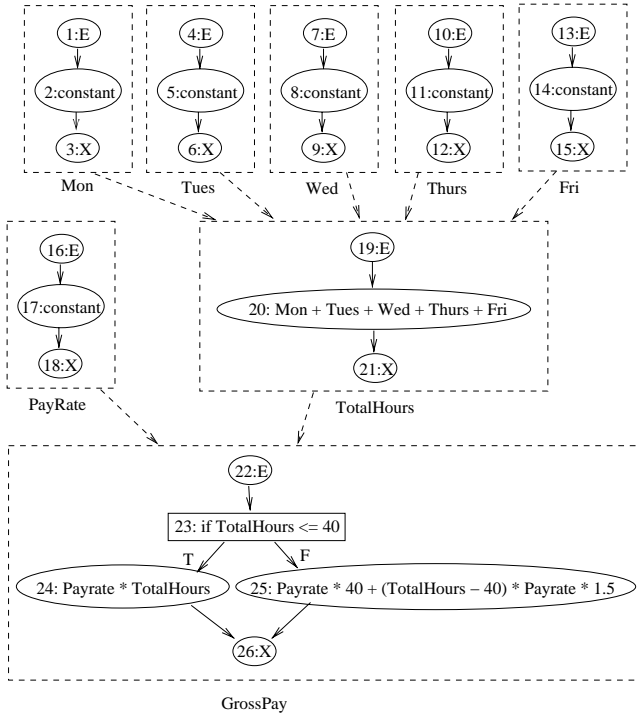 1:E
4:E
7:E
10:E
13:E
2:constant
5:constant
8:constant
11:constant
14:constant
3:X
6:X
9:X
12:X
15:X
Mon
Tues
Wed
Thurs
Fri
16:E
19:E
17:constant
20: Mon + Tues + Wed + Thurs + Fri
18:X
21:X
PayRate
TotalHours
22:E
23: if TotalHours <= 40
T
F
24: Payrate * TotalHours
25: Payrate * 40 + (TotalHours − 40) * Payrate * 1.5
26:X
GrossPay